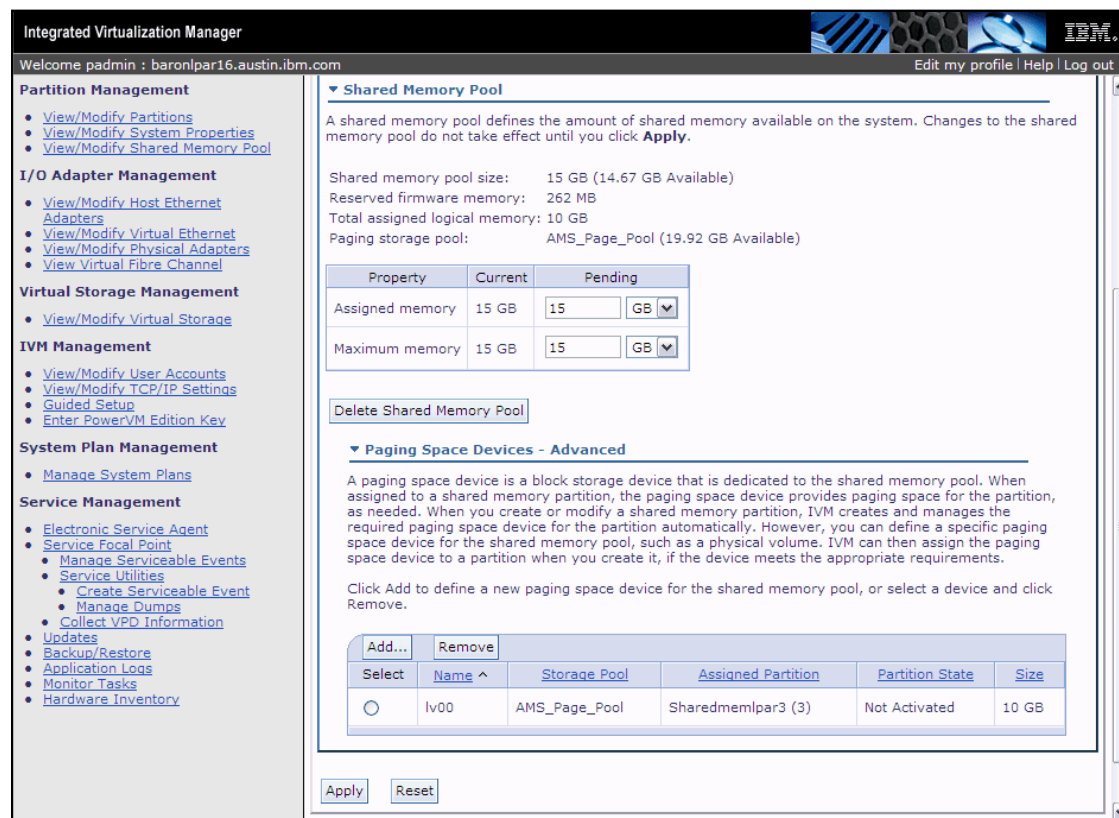 Integrated Virtualization Manager
IBM.
Welcome padmin : baronlpar16.austin.ibm.com
Edit my profile | Help | Log out
Partition Management
View/Modify Partitions
View/Modify System Properties
View/Modify Shared Memory Pool
I/O Adapter Management
View/Modify Host Ethernet
Adapters
View/Modify Virtual Ethernet
View/Modify Physical Adapters
View Virtual Fibre Channel
Virtual Storage Management
View/Modify Virtual Storage
IVM Management
View/Modify User Accounts
View/Modify TCP/IP Settings
Guided Setup
Enter PowerVM Edition Key
System Plan Management
Manage System Plans
Service Management
Electronic Service Agent
Service Focal Point
Manage Serviceable Events
Service Utilities
Create Serviceable Event
Manage Dumps
Collect VPD Information
Updates
Backup/Restore
Application Logs
Monitor Tasks
Hardware Inventory
Shared Memory Pool
A shared memory pool defines the amount of shared memory available on the system. Changes to the shared
memory pool do not take effect until you click Apply.
Shared memory pool size: 15 GB (14.67 GB Available)
Reserved firmware memory: 262 MB
Total assigned logical memory: 10 GB
Paging storage pool: AMS_Page_Pool (19.92 GB Available)
Property Current Pending
Assigned memory 15 GB 15 GB
Maximum memory 15 GB 15 GB
Delete Shared Memory Pool
Paging Space Devices - Advanced
A paging space device is a block storage device that is dedicated to the shared memory pool. When
assigned to a shared memory partition, the paging space device provides paging space for the partition,
as needed. When you create or modify a shared memory partition, IVM creates and manages the
required paging space device for the partition automatically. However, you can define a specific paging
space device for the shared memory pool, such as a physical volume. IVM can then assign the paging
space device to a partition when you create it, if the device meets the appropriate requirements.
Click Add to define a new paging space device for the shared memory pool, or select a device and click
Remove.
Add... Remove
Select Name ^ Storage Pool Assigned Partition Partition State Size
lv00 AMS_Page_Pool Sharedmemlpar3 (3) Not Activated 10 GB
Apply Reset